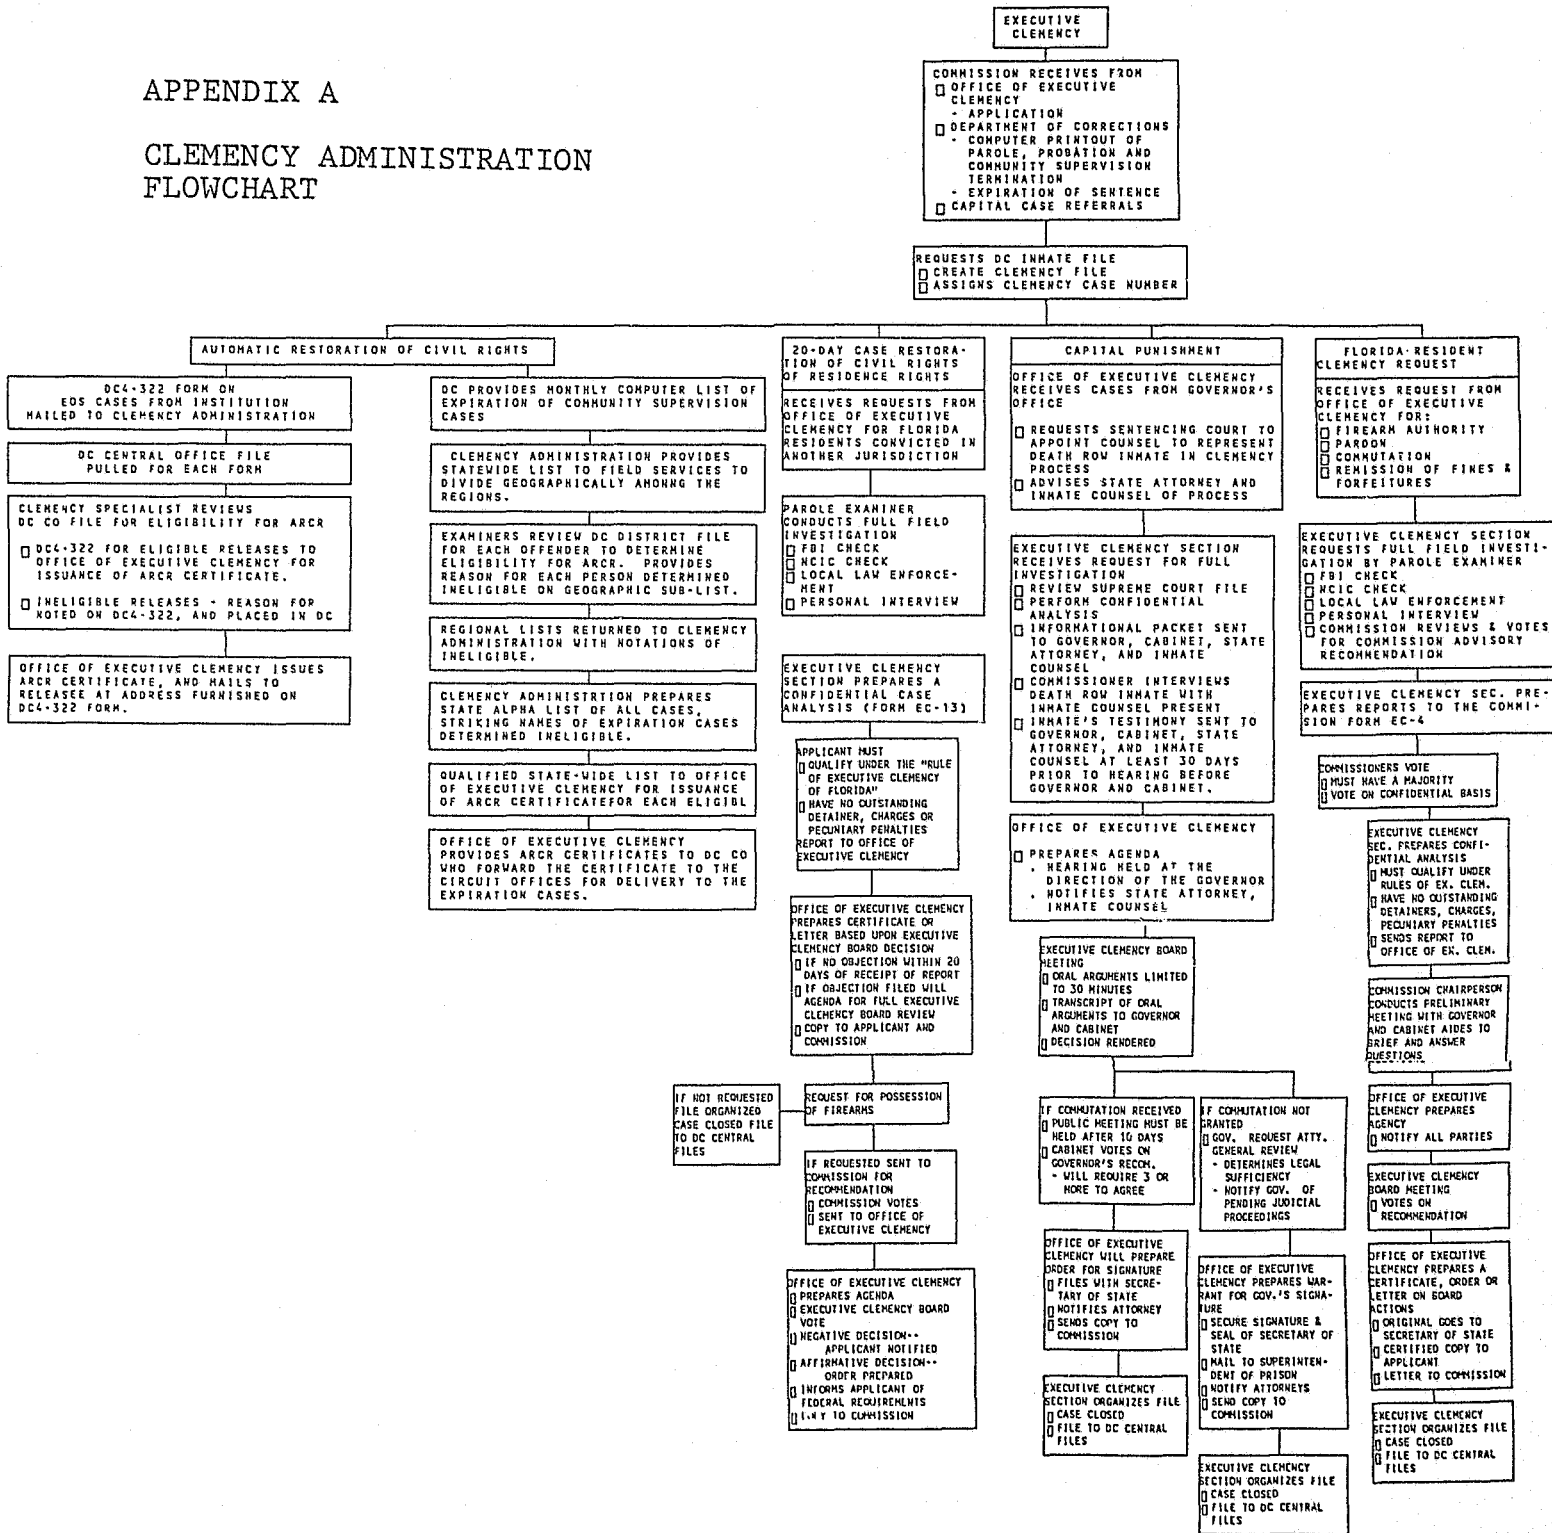 APPENDIX A
CLEMENCY ADMINISTRATION
FLOWCHART
EXECUTIVE
CLEMENCY
COMMISSION RECEIVES FROM
OFFICE OF EXECUTIVE
CLEMENCY
- APPLICATION
DEPARTMENT OF CORRECTIONS
- COMPUTER PRINTOUT OF
PAROLE, PROBATION AND
COMMUNITY SUPERVISION
TERMINATION
- EXPIRATION OF SENTENCE
CAPITAL CASE REFERRALS
REQUESTS DC INMATE FILE
CREATE CLEMENCY FILE
ASSIGNS CLEMENCY CASE NUMBER
AUTOMATIC RESTORATION OF CIVIL RIGHTS
DC4-322 FORM ON
EOS CASES FROM INSTITUTION
MAILED TO CLEMENCY ADMINISTRATION
DC CENTRAL OFFICE FILE
PULLED FOR EACH FORM
CLEMENCY SPECIALIST REVIEWS
DC CO FILE FOR ELIGIBILITY FOR ARCR
DC4-322 FOR ELIGIBLE RELEASES TO
OFFICE OF EXECUTIVE CLEMENCY FOR
ISSUANCE OF ARCR CERTIFICATE.
INELIGIBLE RELEASES - REASON FOR
NOTED ON DC4-322, AND PLACED IN DC
OFFICE OF EXECUTIVE CLEMENCY ISSUES
ARCR CERTIFICATE, AND MAILS TO
RELEASEE AT ADDRESS FURNISHED ON
DC4-322 FORM.
DC PROVIDES MONTHLY COMPUTER LIST OF
EXPIRATION OF COMMUNITY SUPERVISION
CASES
CLEMENCY ADMINISTRATION PROVIDES
STATEWIDE LIST TO FIELD SERVICES TO
DIVIDE GEOGRAPHICALLY AMONNG THE
REGIONS.
EXAMINERS REVIEW DC DISTRICT FILE
FOR EACH OFFENDER TO DETERMINE
ELIGIBILITY FOR ARCR. PROVIDES
REASON FOR EACH PERSON DETERMINED
INELIGIBLE ON GEOGRAPHIC SUB-LIST.
REGIONAL LISTS RETURNED TO CLEMENCY
ADMINISTRATION WITH NOTATIONS OF
INELIGIBLE.
CLEMENCY ADMINISTRTION PREPARES
STATE ALPHA LIST OF ALL CASES,
STRIKING NAMES OF EXPIRATION CASES
DETERMINED INELIGIBLE.
QUALIFIED STATE-WIDE LIST TO OFFICE
OF EXECUTIVE CLEMENCY FOR ISSUANCE
OF ARCR CERTIFICATEFOR EACH ELIGIBL
OFFICE OF EXECUTIVE CLEMENCY
PROVIDES ARCR CERTIFICATES TO DC CO
WHO FORWARD THE CERTIFICATE TO THE
CIRCUIT OFFICES FOR DELIVERY TO THE
EXPIRATION CASES.
20-DAY CASE RESTORA-
TION OF CIVIL RIGHTS
OF RESIDENCE RIGHTS
RECEIVES REQUESTS FROM
OFFICE OF EXECUTIVE
CLEMENCY FOR FLORIDA
RESIDENTS CONVICTED IN
ANOTHER JURISDICTION
PAROLE EXAMINER
CONDUCTS FULL FIELD
INVESTIGATION
FBI CHECK
NCIC CHECK
LOCAL LAW ENFORCE-
MENT
PERSONAL INTERVIEW
EXECUTIVE CLEMENCY
SECTION PREPARES A
CONFIDENTIAL CASE
ANALYSIS (FORM EC-13)
APPLICANT MUST
QUALIFY UNDER THE "RULE
OF EXECUTIVE CLEMENCY
OF FLORIDA"
HAVE NO OUTSTANDING
DETAINER, CHARGES OR
PECUNIARY PENALTIES
REPORT TO OFFICE OF
EXECUTIVE CLEMENCY
OFFICE OF EXECUTIVE CLEMENCY
PREPARES CERTIFICATE OR
LETTER BASED UPON EXECUTIVE
CLEMENCY BOARD DECISION
IF NO OBJECTION WITHIN 20
DAYS OF RECEIPT OF REPORT
IF OBJECTION FILED WILL
AGENDA FOR FULL EXECUTIVE
CLEMENCY BOARD REVIEW
COPY TO APPLICANT AND
COMMISSION
IF NOT REQUESTED
FILE ORGANIZED
CASE CLOSED FILE
TO DC CENTRAL
FILES
REQUEST FOR POSSESSION
OF FIREARMS
IF REQUESTED SENT TO
COMMISSION FOR
RECOMMENDATION
COMMISSION VOTES
SENT TO OFFICE OF
EXECUTIVE CLEMENCY
OFFICE OF EXECUTIVE CLEMENCY
PREPARES AGENDA
EXECUTIVE CLEMENCY BOARD
VOTE
NEGATIVE DECISION--
APPLICANT NOTIFIED
AFFIRMATIVE DECISION--
ORDER PREPARED
INFORMS APPLICANT OF
FEDERAL REQUIREMENTS
TO COMMISSION
CAPITAL PUNISHMENT
OFFICE OF EXECUTIVE CLEMENCY
RECEIVES CASES FROM GOVERNOR'S
OFFICE
REQUESTS SENTENCING COURT TO
APPOINT COUNSEL TO REPRESENT
DEATH ROW INMATE IN CLEMENCY
PROCESS
ADVISES STATE ATTORNEY AND
INMATE COUNSEL OF PROCESS
EXECUTIVE CLEMENCY SECTION
RECEIVES REQUEST FOR FULL
INVESTIGATION
REVIEW SUPREME COURT FILE
PERFORM CONFIDENTIAL
ANALYSIS
INFORMATIONAL PACKET SENT
TO GOVERNOR, CABINET, STATE
ATTORNEY, AND INMATE
COUNSEL
COMMISSIONER INTERVIEWS
DEATH ROW INMATE WITH
INMATE COUNSEL PRESENT
INMATE'S TESTIMONY SENT TO
GOVERNOR, CABINET, STATE
ATTORNEY, AND INMATE
COUNSEL AT LEAST 30 DAYS
PRIOR TO HEARING BEFORE
GOVERNOR AND CABINET.
OFFICE OF EXECUTIVE CLEMENCY
PREPARES AGENDA
. HEARING HELD AT THE
DIRECTION OF THE GOVERNOR
. NOTIFIES STATE ATTORNEY,
INMATE COUNSEL
EXECUTIVE CLEMENCY BOARD
MEETING
ORAL ARGUMENTS LIMITED
TO 30 MINUTES
TRANSCRIPT OF ORAL
ARGUMENTS TO GOVERNOR
AND CABINET
DECISION RENDERED
IF COMMUTATION RECEIVED
PUBLIC MEETING MUST BE
HELD AFTER 10 DAYS
CABINET VOTES ON
GOVERNOR'S RECOM.
- WILL REQUIRE 3 OR
MORE TO AGREE
OFFICE OF EXECUTIVE
CLEMENCY WILL PREPARE
ORDER FOR SIGNATURE
FILES WITH SECRE-
TARY OF STATE
NOTIFIES ATTORNEY
SENDS COPY TO
COMMISSION
EXECUTIVE CLEMENCY
SECTION ORGANIZES FILE
CASE CLOSED
FILE TO DC CENTRAL
FILES
IF COMMUTATION NOT
GRANTED
GOV. REQUEST ATTY.
GENERAL REVIEW
- DETERMINES LEGAL
SUFFICIENCY
- NOTIFY GOV. OF
PENDING JUDICIAL
PROCEEDINGS
OFFICE OF EXECUTIVE
CLEMENCY PREPARES WAR-
RANT FOR GOV.'S SIGNA-
TURE
SECURE SIGNATURE &
SEAL OF SECRETARY OF
STATE
MAIL TO SUPERINTEN-
DENT OF PRISON
NOTIFY ATTORNEYS
SEND COPY TO
COMMISSION
EXECUTIVE CLEMENCY
SECTION ORGANIZES FILE
CASE CLOSED
FILE TO DC CENTRAL
FILES
FLORIDA-RESIDENT
CLEMENCY REQUEST
RECEIVES REQUEST FROM
OFFICE OF EXECUTIVE
CLEMENCY FOR:
FIREARM AUTHORITY
PARDON
COMMUTATION
REMISSION OF FINES &
FORFEITURES
EXECUTIVE CLEMENCY SECTION
REQUESTS FULL FIELD INVESTI-
GATION BY PAROLE EXAMINER
FBI CHECK
NCIC CHECK
LOCAL LAW ENFORCEMENT
PERSONAL INTERVIEW
COMMISSION REVIEWS & VOTES
FOR COMMISSION ADVISORY
RECOMMENDATION
EXECUTIVE CLEMENCY SEC. PRE-
PARES REPORTS TO THE COMMI-
SION FORM EC-4
COMMISSIONERS VOTE
MUST HAVE A MAJORITY
VOTE ON CONFIDENTIAL BASIS
EXECUTIVE CLEMENCY
SEC. PREPARES CONFI-
DENTIAL ANALYSIS
MUST QUALIFY UNDER
RULES OF EX. CLEM.
HAVE NO OUTSTANDING
DETAINERS, CHARGES,
PECUNIARY PENALTIES
SENDS REPORT TO
OFFICE OF EX. CLEM.
COMMISSION CHAIRPERSON
CONDUCTS PRELIMINARY
MEETING WITH GOVERNOR
AND CABINET AIDES TO
BRIEF AND ANSWER
QUESTIONS
OFFICE OF EXECUTIVE
CLEMENCY PREPARES
AGENCY
NOTIFY ALL PARTIES
EXECUTIVE CLEMENCY
BOARD MEETING
VOTES ON
RECOMMENDATION
OFFICE OF EXECUTIVE
CLEMENCY PREPARES A
CERTIFICATE, ORDER OR
LETTER ON BOARD
ACTIONS
ORIGINAL GOES TO
SECRETARY OF STATE
CERTIFIED COPY TO
APPLICANT
LETTER TO COMMISSION
EXECUTIVE CLEMENCY
SECTION ORGANIZES FILE
CASE CLOSED
FILE TO DC CENTRAL
FILES